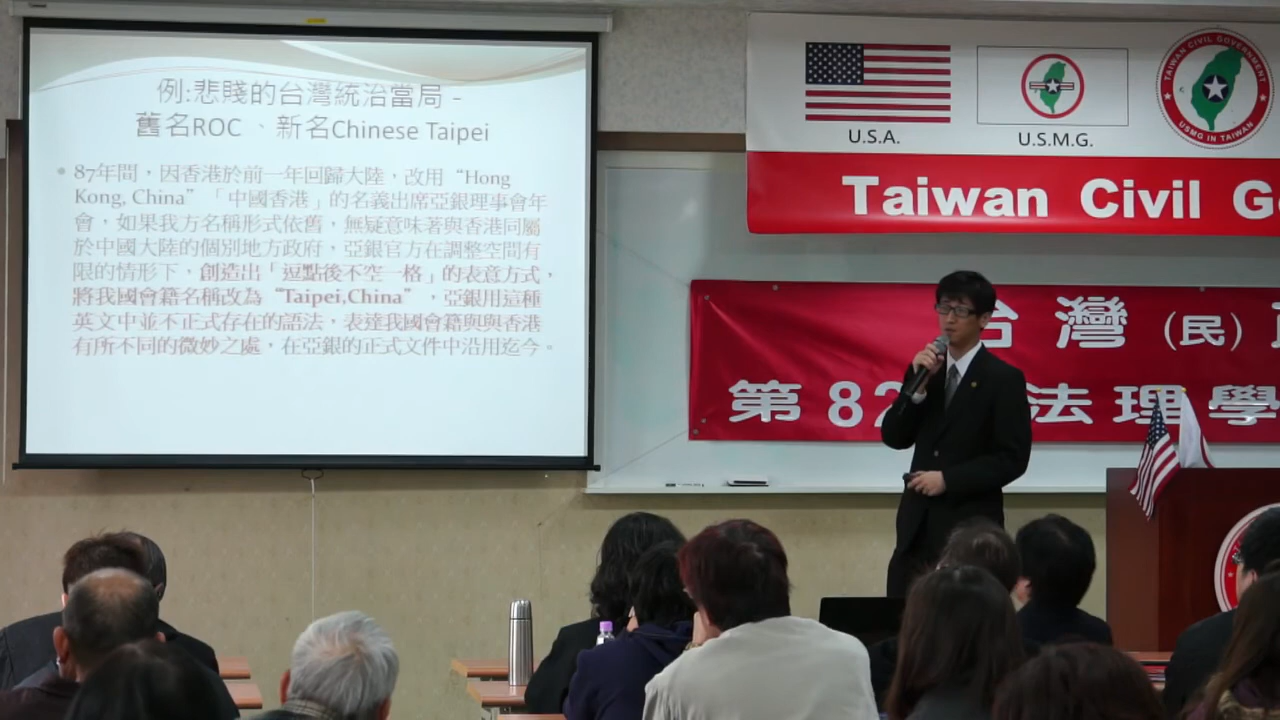 例:悲賤的台灣統治當局 -
舊名ROC 、新名Chinese Taipei
• 87年間，因香港於前一年回歸大陸，改用“Hong
Kong, China” 「中國香港」的名義出席亞銀理事會年
會，如果我方名稱形式依舊，無疑意味著與香港同屬
於中國大陸的個別地方政府，亞銀官方在調整空間有
限的情形下，創造出「逗點後不空一格」的表意方式，
將我國會籍名稱改為 “Taipei,China” ，亞銀用這種
英文中並不正式存在的語法，表達我國會籍與與香港
有所不同的微妙之處，在亞銀的正式文件中沿用迄今。
U.S.A.
U.S.M.G.
TAIWAN CIVIL GOVERNMENT
USMG IN TAIWAN
Taiwan Civil G
台灣(民)
第82 法理學